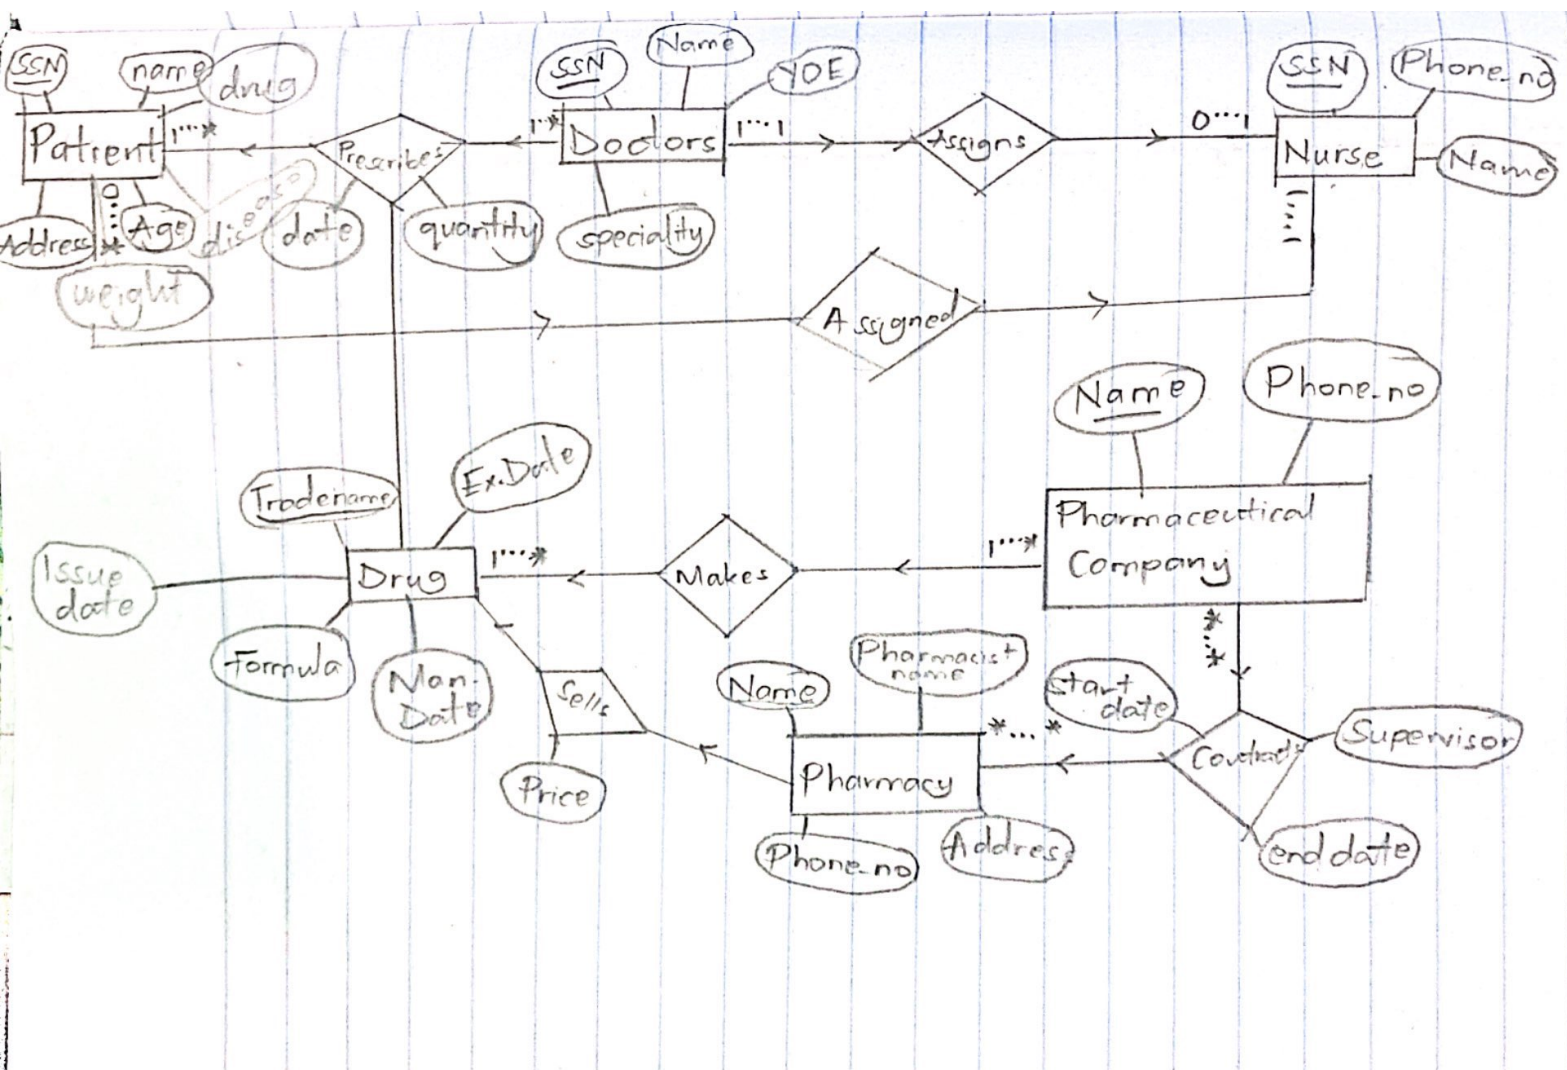 SSN
name
drug
Patient
1...*
Address
0...*
Age
disease
weight
Prescribes
date
quantity
1..*
SSN
Name
YOE
Doctors
1...1
speciality
Assigns
0...1
SSN
Phone_no
Nurse
Name
1...1
Assigned
Name
Phone_no
Pharmaceutical
Company
1...*
Makes
1...*
Tradename
Ex.Date
Drug
Issue
date
Formula
Man.
Date
Sells
Price
Name
Pharmacist
name
Pharmacy
*...*
Phone_no
Address
*...*
Start
date
Supervisor
end date